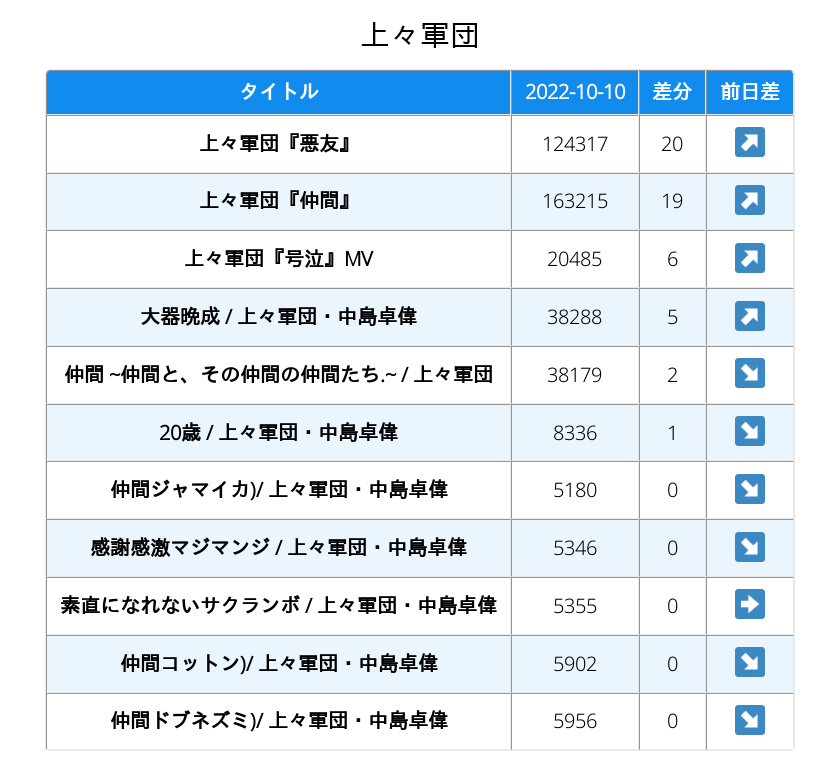 上々軍団
タイトル 2022-10-10 差分 前日差
上々軍団『悪友』 124317 20 ↗
上々軍団『仲間』 163215 19 ↗
上々軍団『号泣』MV 20485 6 ↗
大器晩成 / 上々軍団・中島卓偉 38288 5 ↗
仲間 ~仲間と、その仲間の仲間たち.~ / 上々軍団 38179 2 ↘
20歳 / 上々軍団・中島卓偉 8336 1 ↘
仲間ジャマイカ)/ 上々軍団・中島卓偉 5180 0 ↘
感謝感激マジマンジ / 上々軍団・中島卓偉 5346 0 ↘
素直になれないサクランボ / 上々軍団・中島卓偉 5355 0 ➡
仲間コットン)/ 上々軍団・中島卓偉 5902 0 ↘
仲間ドブネズミ)/ 上々軍団・中島卓偉 5956 0 ↘